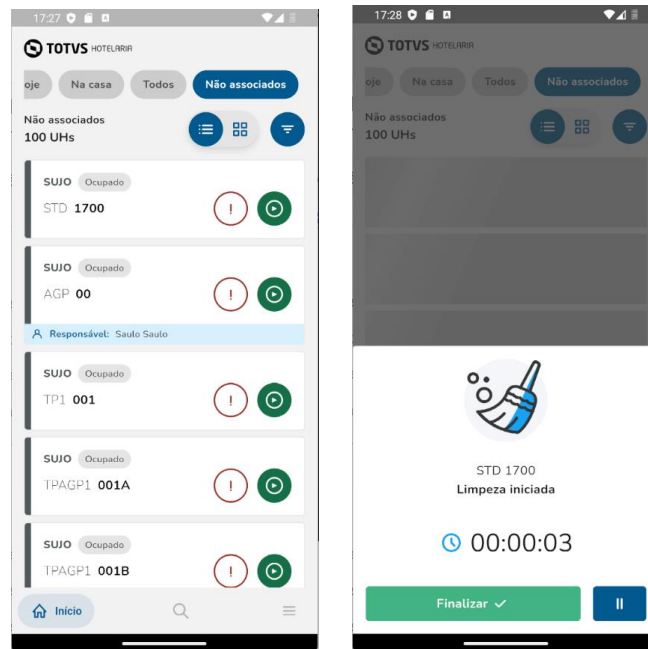 17:27
TOTVS HOTELARIA
oje Na casa Todos Não associados
Não associados
100 UHs
SUJO Ocupado
STD 1700
SUJO Ocupado
AGP 00
Responsável: Saulo Saulo
SUJO Ocupado
TP1 001
SUJO Ocupado
TPAGP1 001A
SUJO Ocupado
TPAGP1 001B
Início
17:28
TOTVS HOTELARIA
oje Na casa Todos Não associados
Não associados
100 UHs
STD 1700
Limpeza iniciada
00:00:03
Finalizar